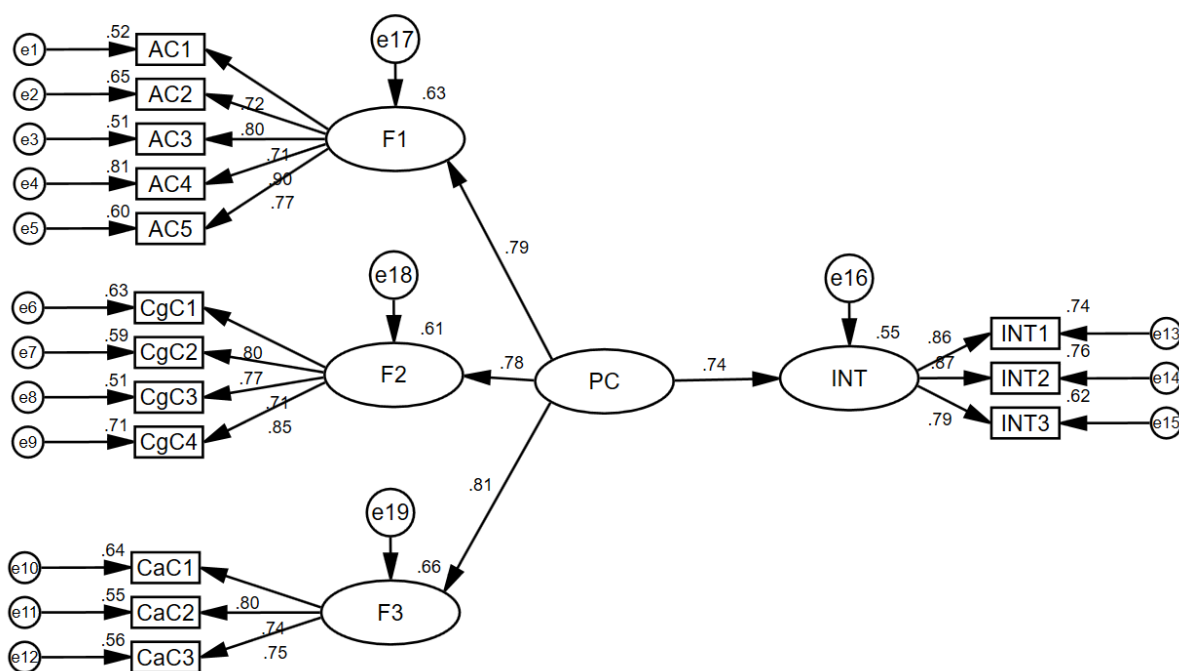 e17
.52
e1
AC1
.65
e2
AC2
.72
.63
.51
e3
AC3
.80
F1
.81
e4
AC4
.71
.90
.60
e5
AC5
.77
.79
e18
e16
.63
e6
CgC1
.61
.55
.74
.86
INT1
e13
.59
e7
CgC2
.80
F2
.78
PC
.74
INT
.87
INT2
.76
e14
.51
e8
CgC3
.77
.71
.79
INT3
.62
e15
.71
e9
CgC4
.85
.81
e19
.64
e10
CaC1
.66
.55
e11
CaC2
.80
F3
.56
e12
CaC3
.74
.75